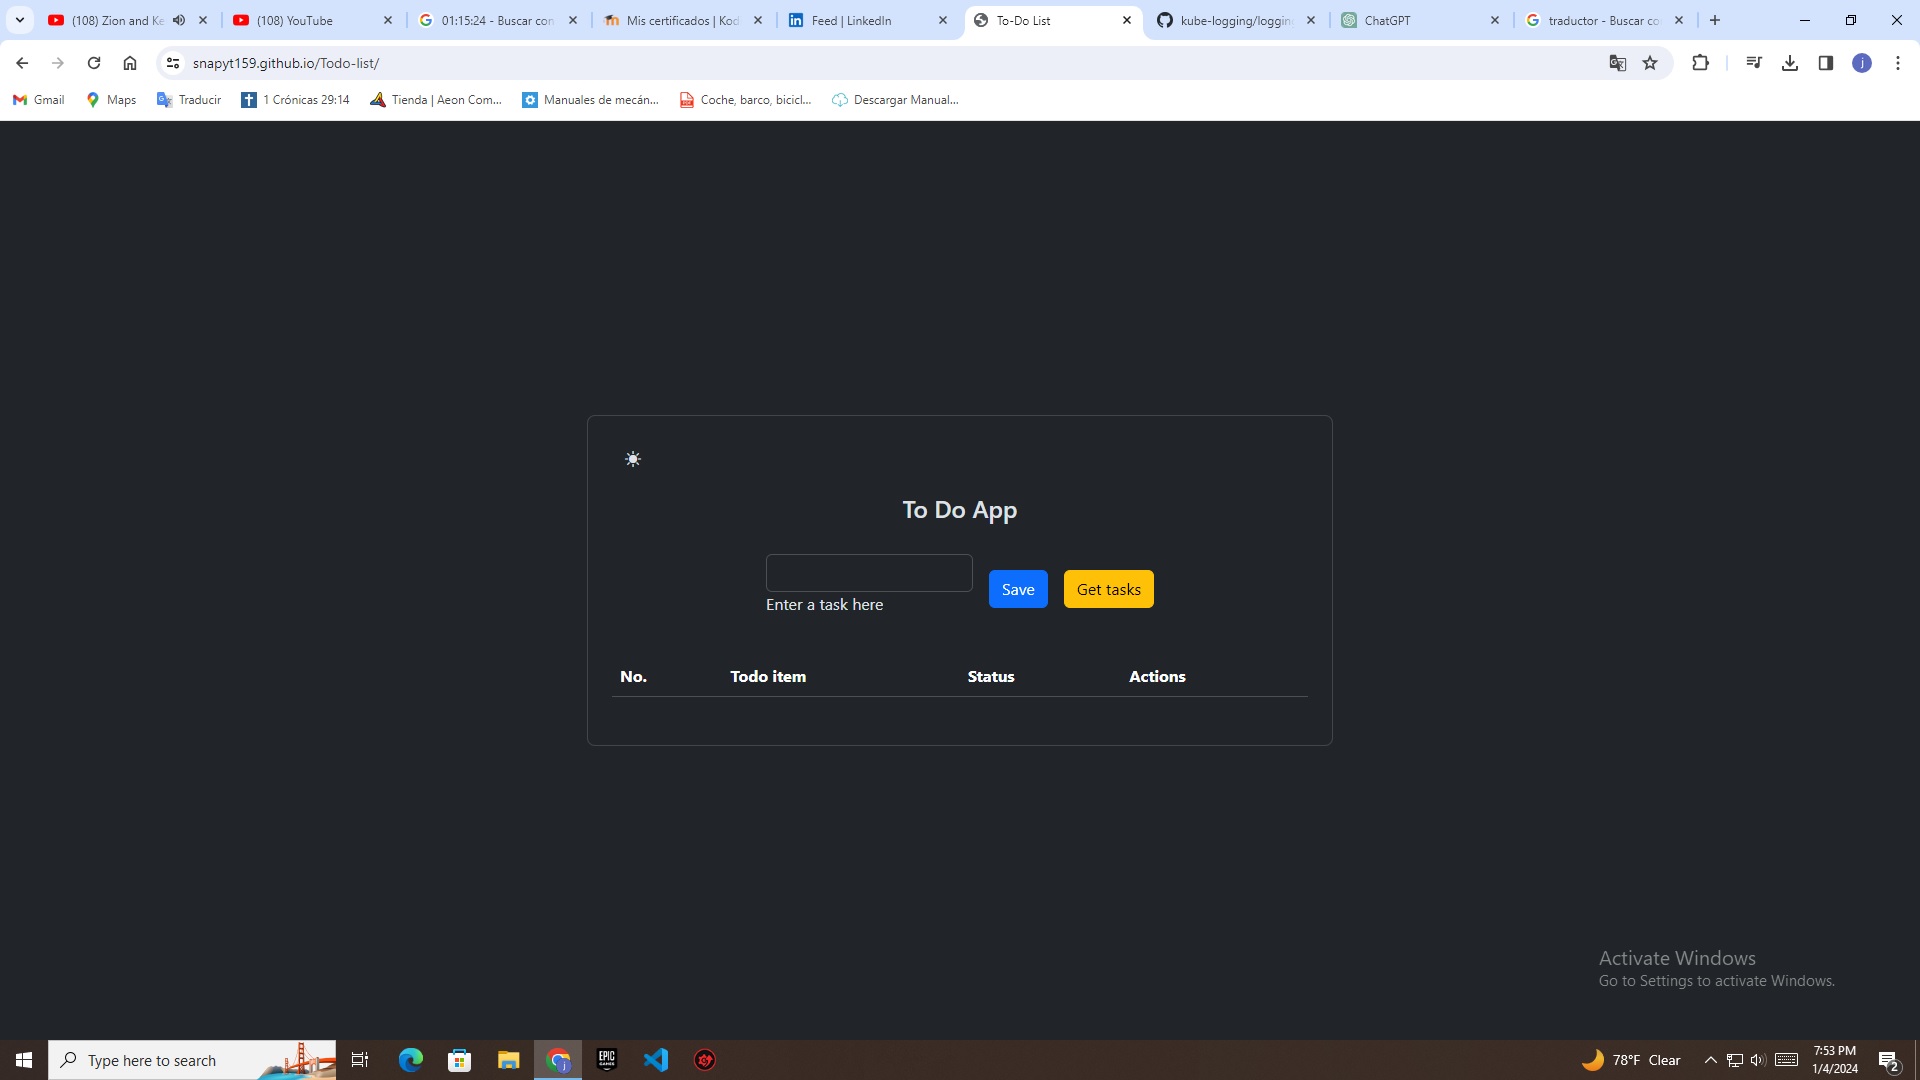 (108) Zion and Ke
(108) YouTube
01:15:24 - Buscar con
Mis certificados | Kod
Feed | LinkedIn
To-Do List
kube-logging/logging
ChatGPT
traductor - Buscar co
snapyt159.github.io/Todo-list/
j
Gmail
Maps
Traducir
1 Crónicas 29:14
Tienda | Aeon Com...
Manuales de mecán...
Coche, barco, bicicl...
Descargar Manual...
To Do App
Save
Get tasks
Enter a task here
No. Todo item Status Actions
Activate Windows
Go to Settings to activate Windows.
Type here to search
EPIC GAMES
78°F Clear
7:53 PM
1/4/2024
2